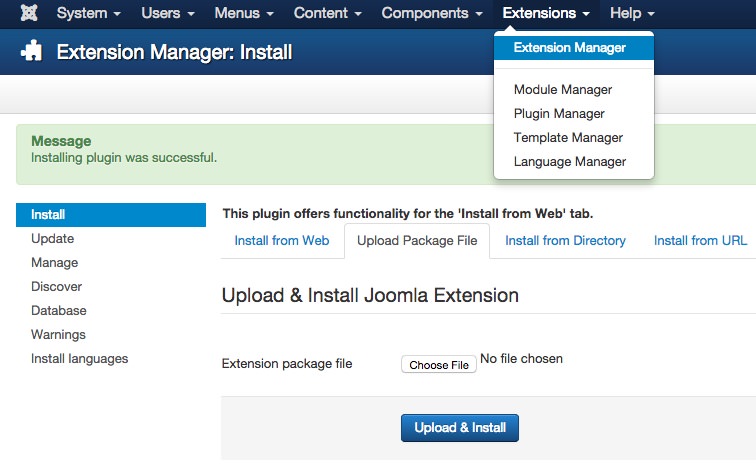 System Users Menus Content Components Extensions Help
Extension Manager: Install
Extension Manager
Module Manager
Plugin Manager
Template Manager
Language Manager
Message
Installing plugin was successful.
Install
Update
Manage
Discover
Database
Warnings
Install languages
This plugin offers functionality for the 'Install from Web' tab.
Install from Web Upload Package File Install from Directory Install from URL
Upload & Install Joomla Extension
Extension package file Choose File No file chosen
Upload & Install